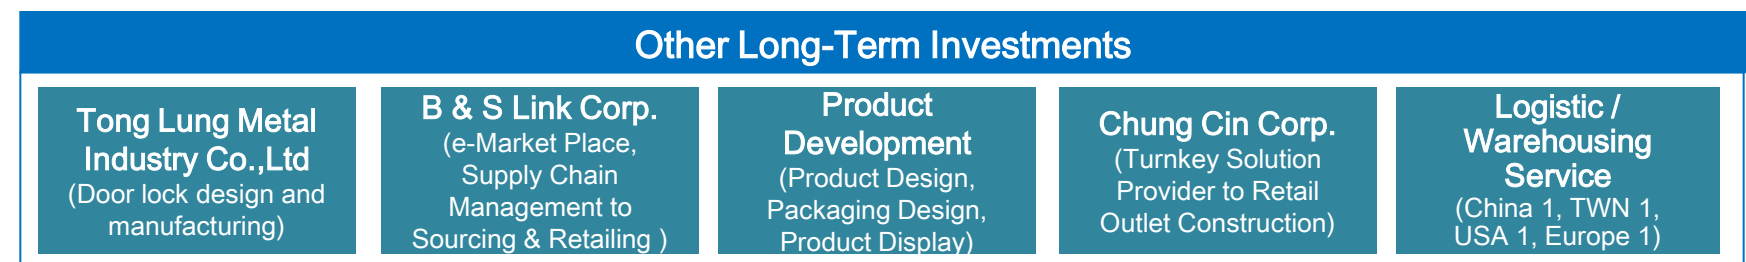 Other Long-Term Investments
Tong Lung Metal
Industry Co.,Ltd
(Door lock design and
manufacturing)
B & S Link Corp.
(e-Market Place,
Supply Chain
Management to
Sourcing & Retailing )
Product
Development
(Product Design,
Packaging Design,
Product Display)
Chung Cin Corp.
(Turnkey Solution
Provider to Retail
Outlet Construction)
Logistic /
Warehousing
Service
(China 1, TWN 1,
USA 1, Europe 1)